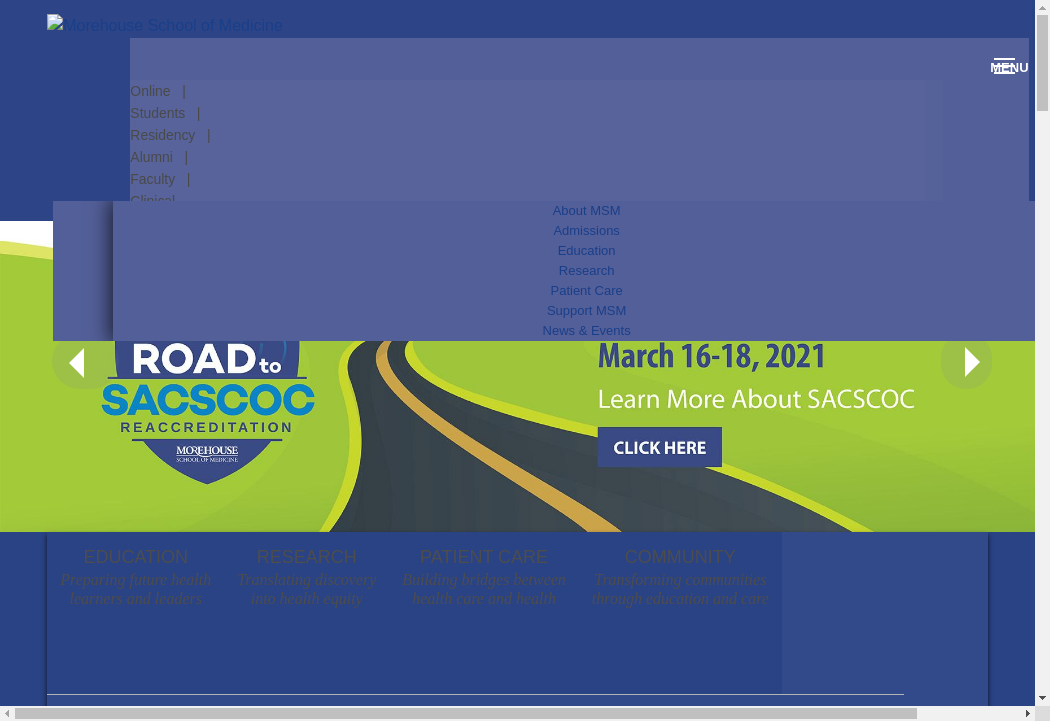 Morehouse School of Medicine
MENU
Online |
Students |
Residency |
Alumni |
Faculty |
Clinical
About MSM
Admissions
Education
Research
Patient Care
Support MSM
News & Events
ROAD to
SACSCOC
REACCREDITATION
MOREHOUSE
SCHOOL OF MEDICINE
March 16-18, 2021
Learn More About SACSCOC
CLICK HERE
EDUCATION
Preparing future health
learners and leaders
RESEARCH
Translating discovery
into health equity
PATIENT CARE
Building bridges between
health care and health
COMMUNITY
Transforming communities
through education and care